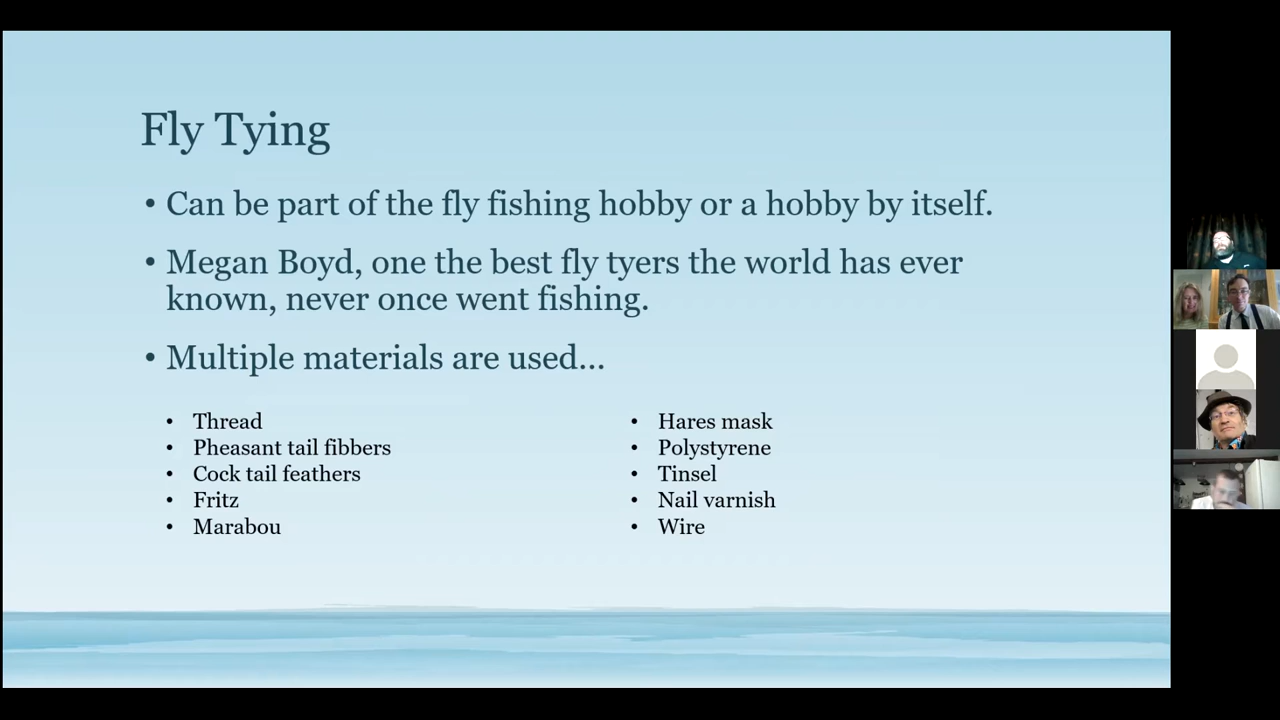 Fly Tying
• Can be part of the fly fishing hobby or a hobby by itself.
• Megan Boyd, one the best fly tyers the world has ever
known, never once went fishing.
• Multiple materials are used...
• Thread
• Pheasant tail fibbers
• Cock tail feathers
• Fritz
• Marabou
• Hares mask
• Polystyrene
• Tinsel
• Nail varnish
• Wire